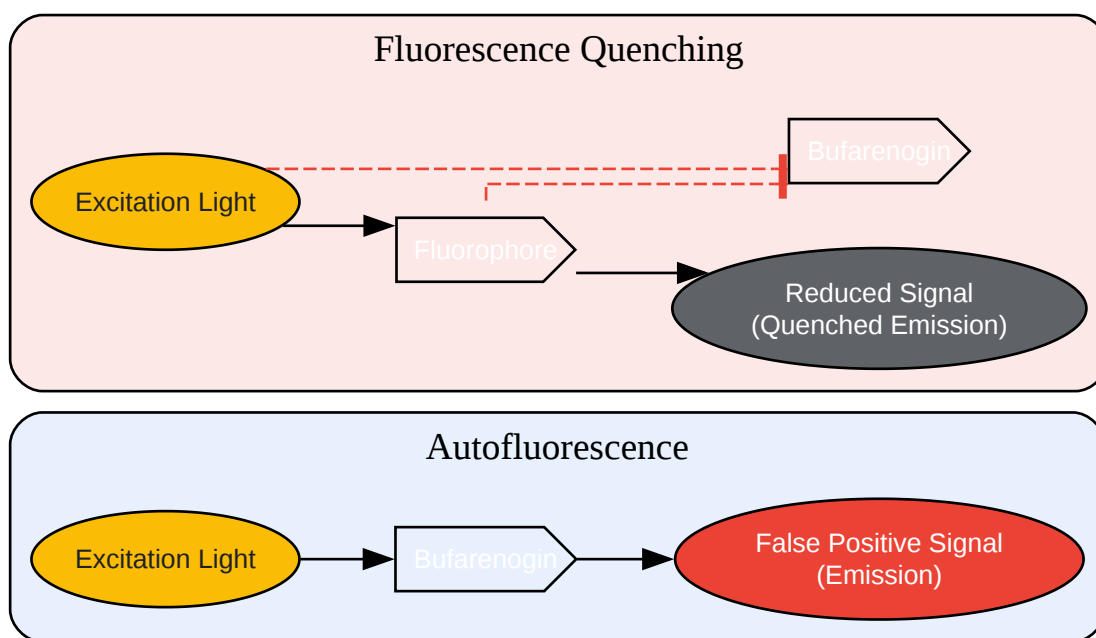 Fluorescence Quenching
Bufarenogin
Excitation Light
Fluorophore
Reduced Signal
(Quenched Emission)
Autofluorescence
Excitation Light
Bufarenogin
False Positive Signal
(Emission)